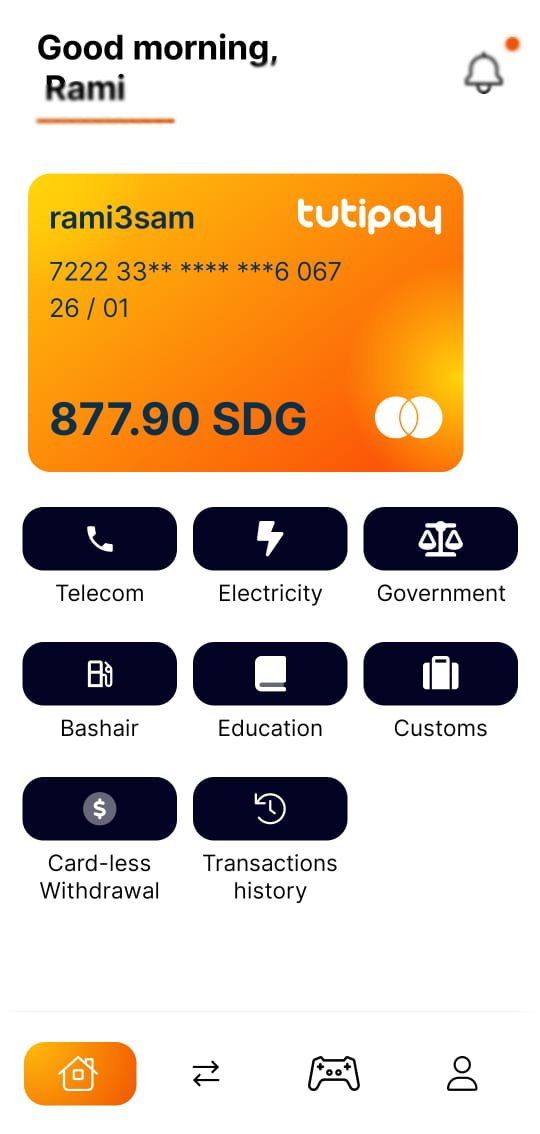 Good morning,
Rami
rami3sam
tutipay
7222 33** **** ***6 067
26 / 01
877.90 SDG
Telecom
Electricity
Government
Bashair
Education
Customs
Card-less
Withdrawal
Transactions
history